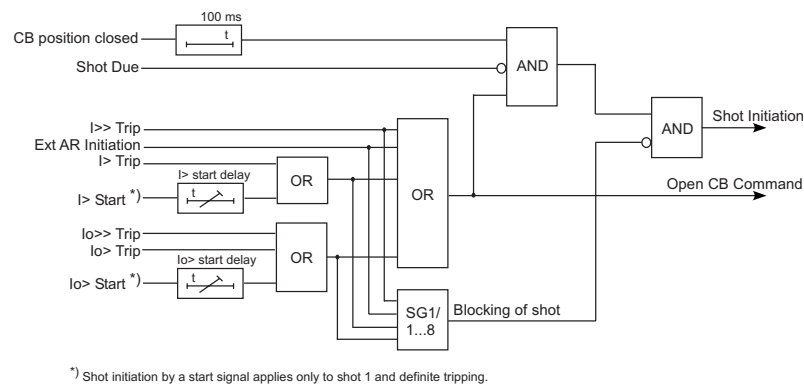 100 ms
CB position closed
t
Shot Due
AND
AND
Shot Initiation
I>> Trip
Ext AR Initiation
I> Trip
I> start delay
t
I> Start *)
OR
OR
Open CB Command
Io>> Trip
Io> Trip
Io> start delay
t
Io> Start *)
OR
SG1/
1...8
Blocking of shot
*) Shot initiation by a start signal applies only to shot 1 and definite tripping.